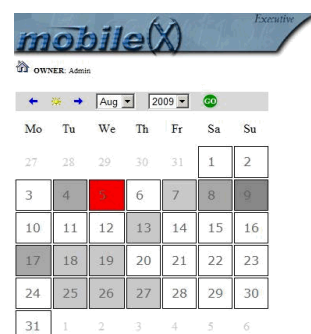 mobile(X)
Executive
OWNER: Admin
Aug 2009 GO
Mo Tu We Th Fr Sa Su
27 28 29 30 31 1 2
3 4 5 6 7 8 9
10 11 12 13 14 15 16
17 18 19 20 21 22 23
24 25 26 27 28 29 30
31 1 2 3 4 5 6